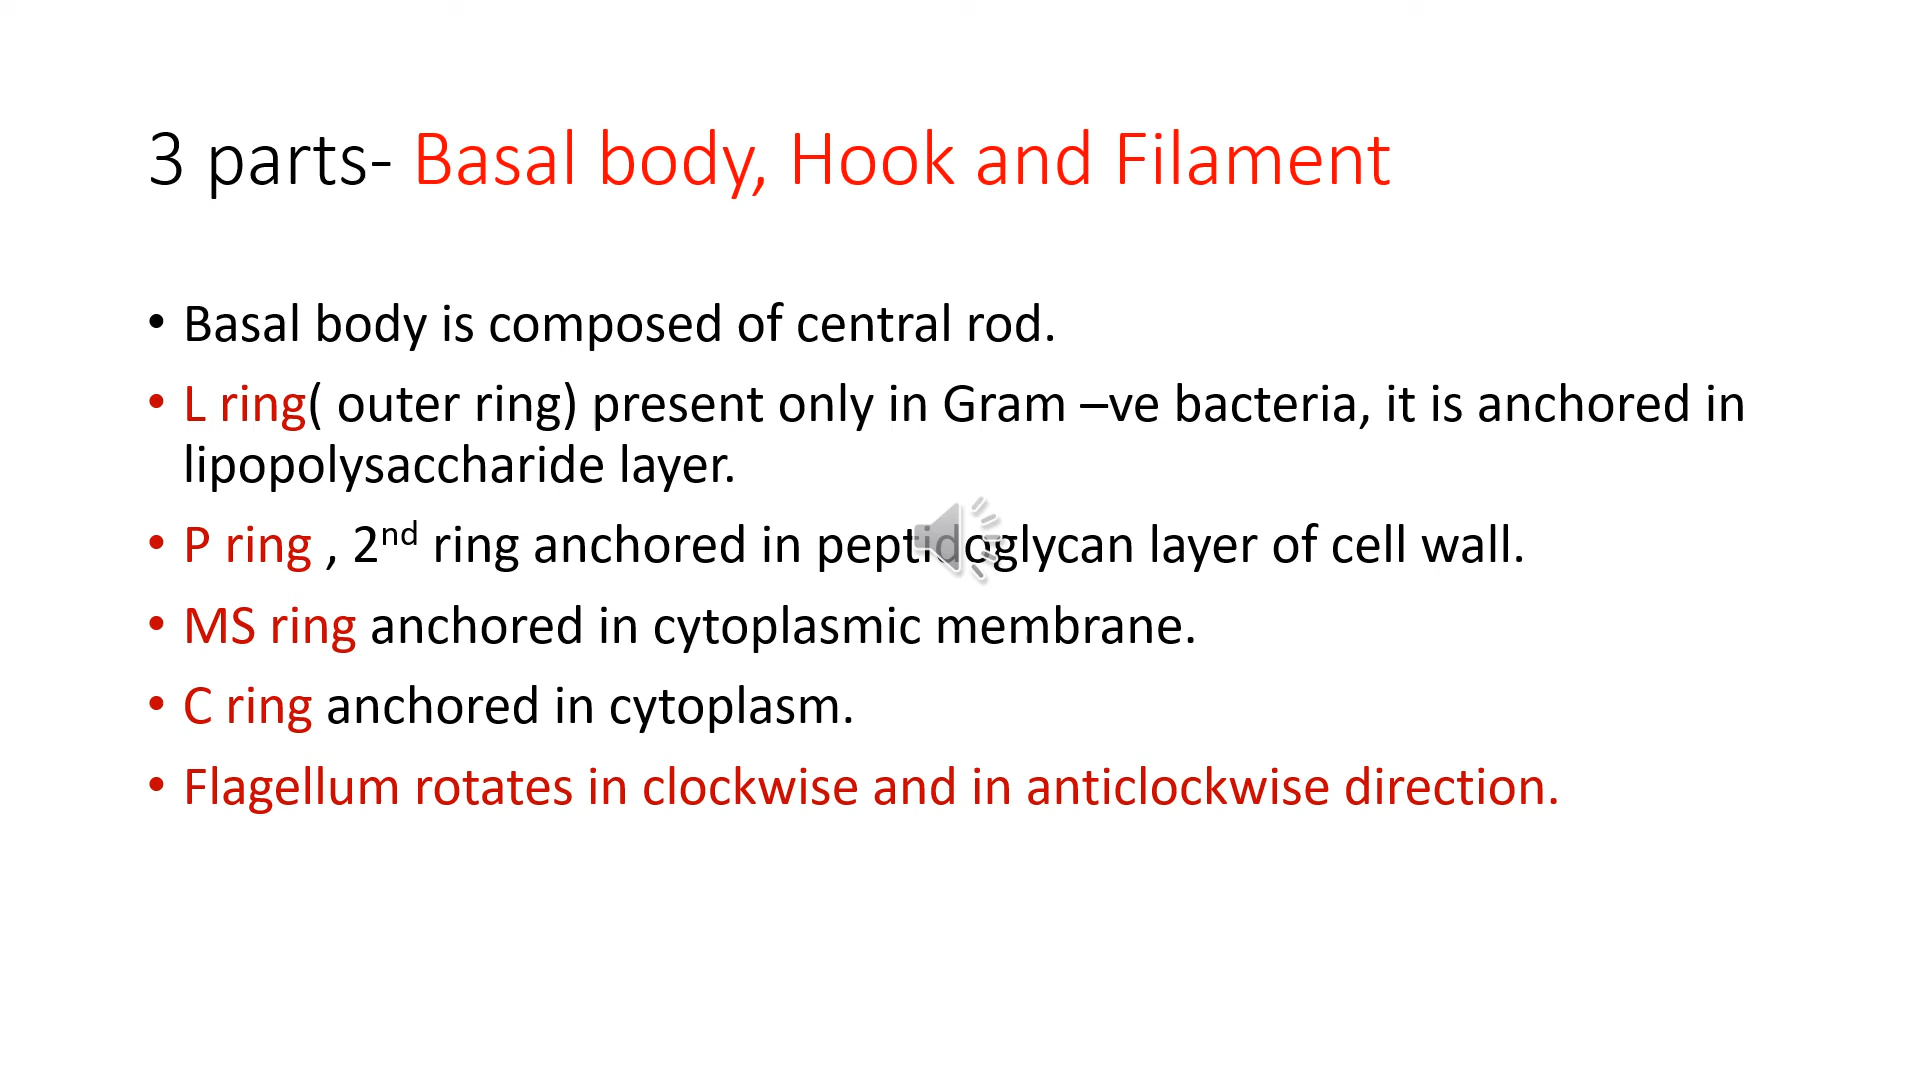 3 parts- Basal body, Hook and Filament
• Basal body is composed of central rod.
• L ring( outer ring) present only in Gram –ve bacteria, it is anchored in
lipopolysaccharide layer.
• P ring , 2nd ring anchored in peptidoglycan layer of cell wall.
• MS ring anchored in cytoplasmic membrane.
• C ring anchored in cytoplasm.
• Flagellum rotates in clockwise and in anticlockwise direction.